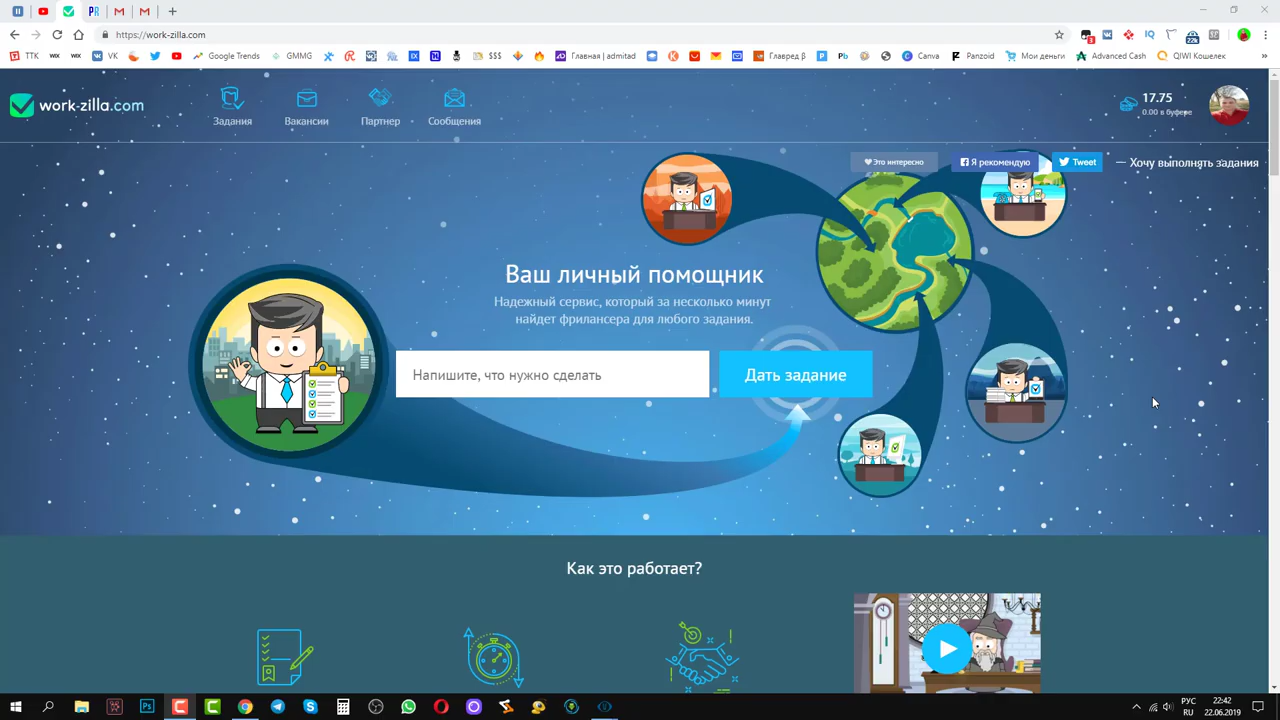 https://work-zilla.com
ТТК
VK
$$$
Google Trends
GMMG
Главная | admitad
Главред β
Canva
Panzoid
Мои деньги
Advanced Cash
QIWI Кошелек
work-zilla.com
Задания
Вакансии
Партнер
Сообщения
17.75
0.00 в буфере
Это интересно
Я рекомендую
Tweet
Хочу выполнять задания
Ваш личный помощник
Надежный сервис, который за несколько минут
найдет фрилансера для любого задания.
Напишите, что нужно сделать
Дать задание
Как это работает?
РУС
RU
22:42
22.06.2019